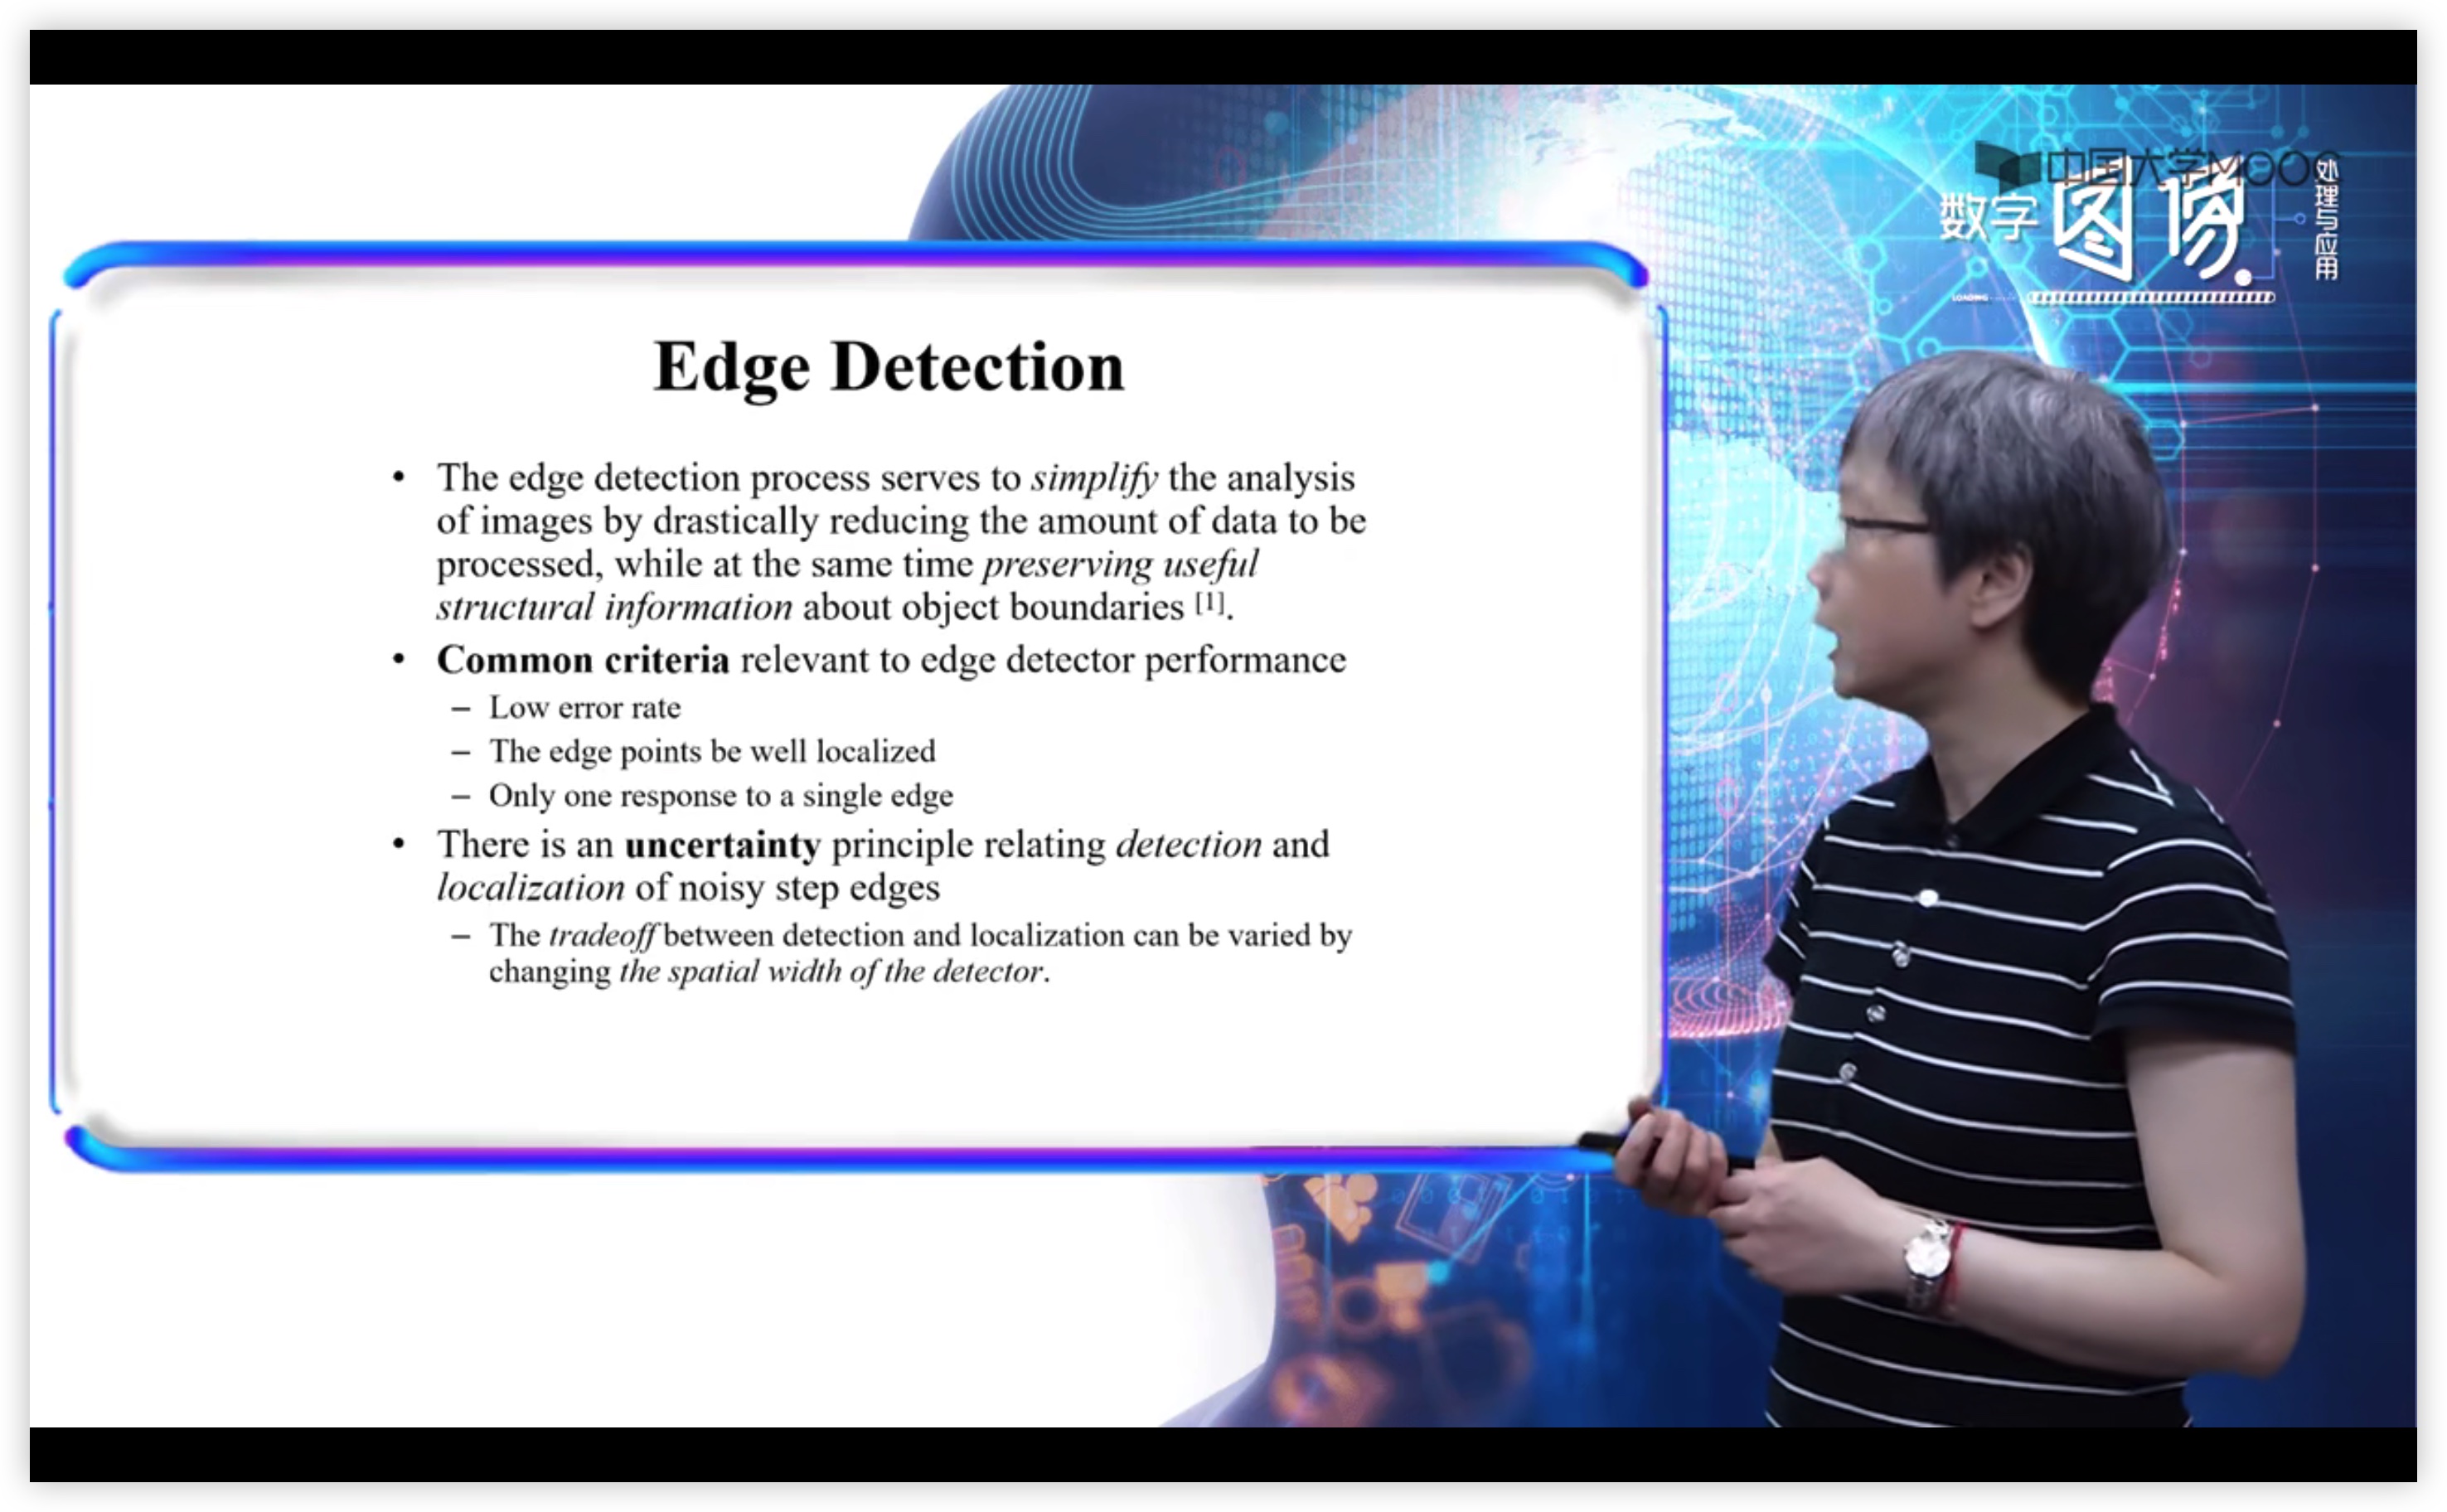 中国大学MOOC
数字图像
处理与应用
LOADING
Edge Detection
• The edge detection process serves to simplify the analysis
of images by drastically reducing the amount of data to be
processed, while at the same time preserving useful
structural information about object boundaries [1].
• Common criteria relevant to edge detector performance
– Low error rate
– The edge points be well localized
– Only one response to a single edge
• There is an uncertainty principle relating detection and
localization of noisy step edges
– The tradeoff between detection and localization can be varied by
changing the spatial width of the detector.